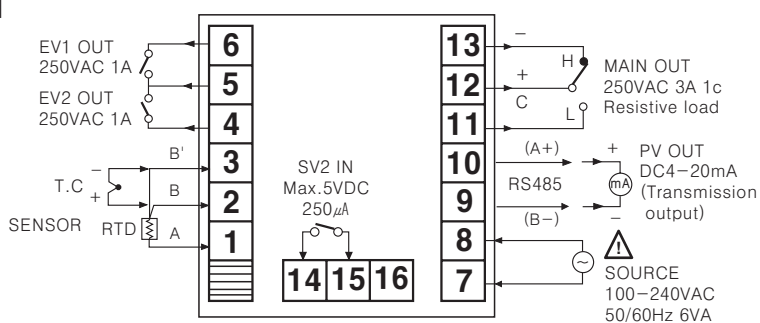 EV1 OUT
250VAC 1A
EV2 OUT
250VAC 1A
6
5
4
3
2
1
B'
B
A
T.C
−
+
SENSOR
RTD
SV2 IN
Max.5VDC
250㎂
14 15 16
13
12
11
10
9
8
7
−
+
C
H
L
MAIN OUT
250VAC 3A 1c
Resistive load
(A+)
RS485
(B−)
+
mA
−
PV OUT
DC4−20mA
(Transmission
output)
~
!
SOURCE
100−240VAC
50/60Hz 6VA